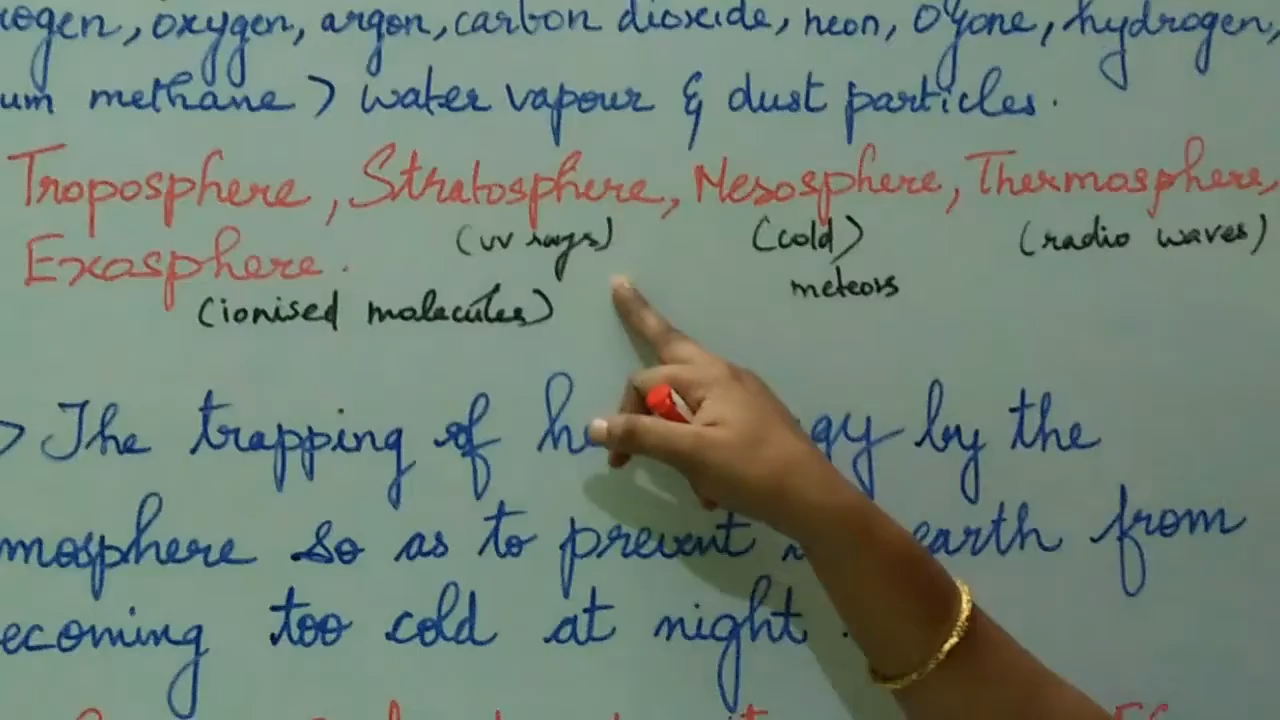 ogen, oxygen, argon, carbon dioxide, neon, Ozone, hydrogen,
um methane) water vapour & dust particles.
Troposphere, Stratosphere, Mesosphere, Thermosphere,
(uv rays) (cold) (radio waves)
Exosphere.
meteors
(ionised molecules)
> The trapping of he gy by the
mosphere so as to prevent earth from
ecoming too cold at night.